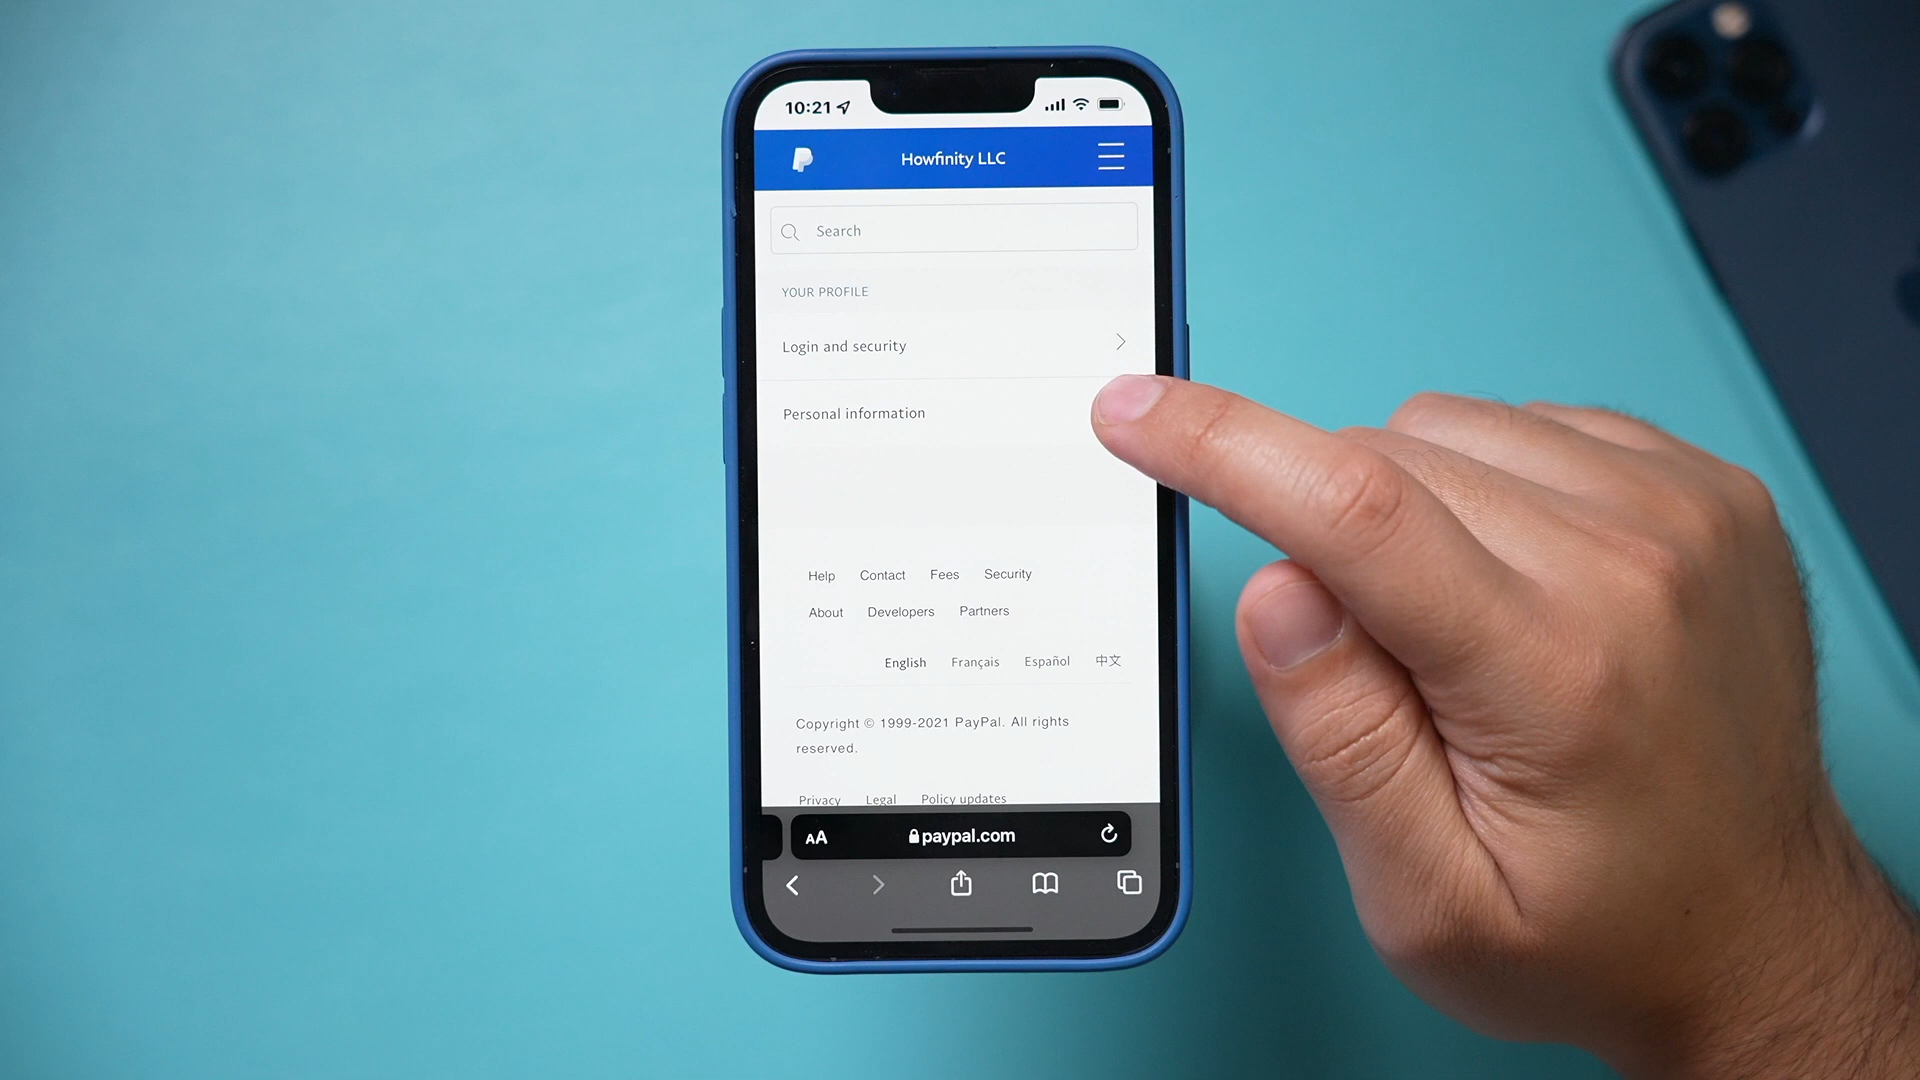 10:21
Howfinity LLC
Search
YOUR PROFILE
Login and security
Personal information
Help Contact Fees Security
About Developers Partners
English Français Español 中文
Copyright © 1999-2021 PayPal. All rights
reserved.
Privacy Legal Policy updates
AA paypal.com